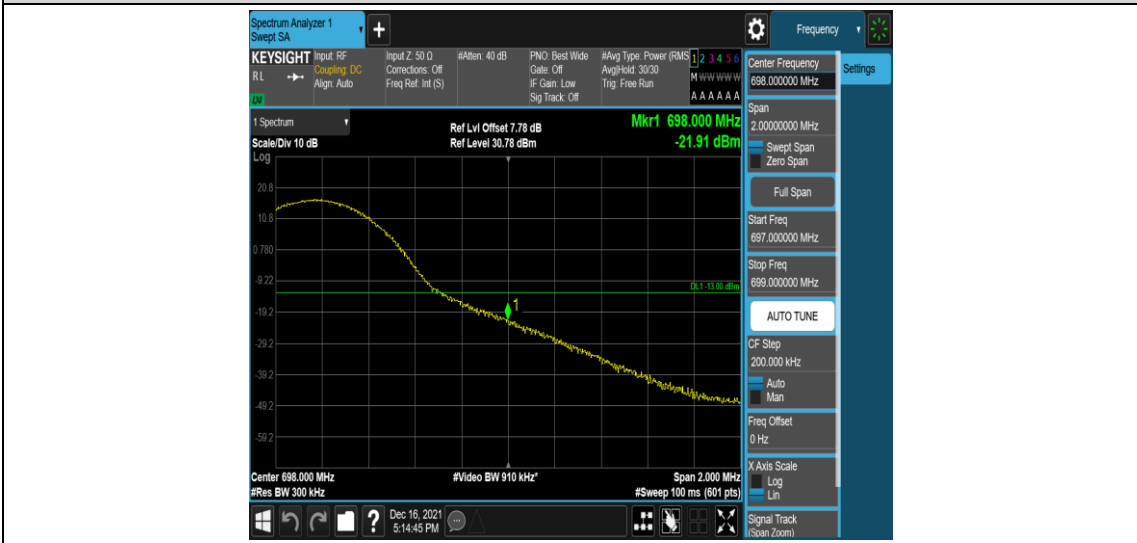 Spectrum Analyzer 1
Swept SA
+
Frequency
KEYSIGHT
Input: RF
Input Z: 50 Ω
#Atten: 40 dB
PNO: Best Wide
#Avg Type: Power (RMS
1 2 3 4 5 6
RL
Coupling: DC
Corrections: Off
Gate: Off
Avg|Hold: 30/30
M W W W W W
Align: Auto
Freq Ref: Int (S)
IF Gain: Low
Trig: Free Run
Sig Track: Off
A A A A A A
LXI
1 Spectrum
Ref Lvl Offset 7.78 dB
Mkr1 698.000 MHz
Scale/Div 10 dB
Ref Level 30.78 dBm
-21.91 dBm
Log
20.8
10.8
0.780
-9.22
DL1 -13.00 dBm
-19.2
1
-29.2
-39.2
-49.2
-59.2
Center 698.000 MHz
#Video BW 910 kHz*
Span 2.000 MHz
#Res BW 300 kHz
#Sweep 100 ms (601 pts)
Center Frequency
698.000000 MHz
Settings
Span
2.00000000 MHz
Swept Span
Zero Span
Full Span
Start Freq
697.000000 MHz
Stop Freq
699.000000 MHz
AUTO TUNE
CF Step
200.000 kHz
Auto
Man
Freq Offset
0 Hz
X Axis Scale
Log
Lin
Signal Track
(Span Zoom)
?
Dec 16, 2021
5:14:45 PM